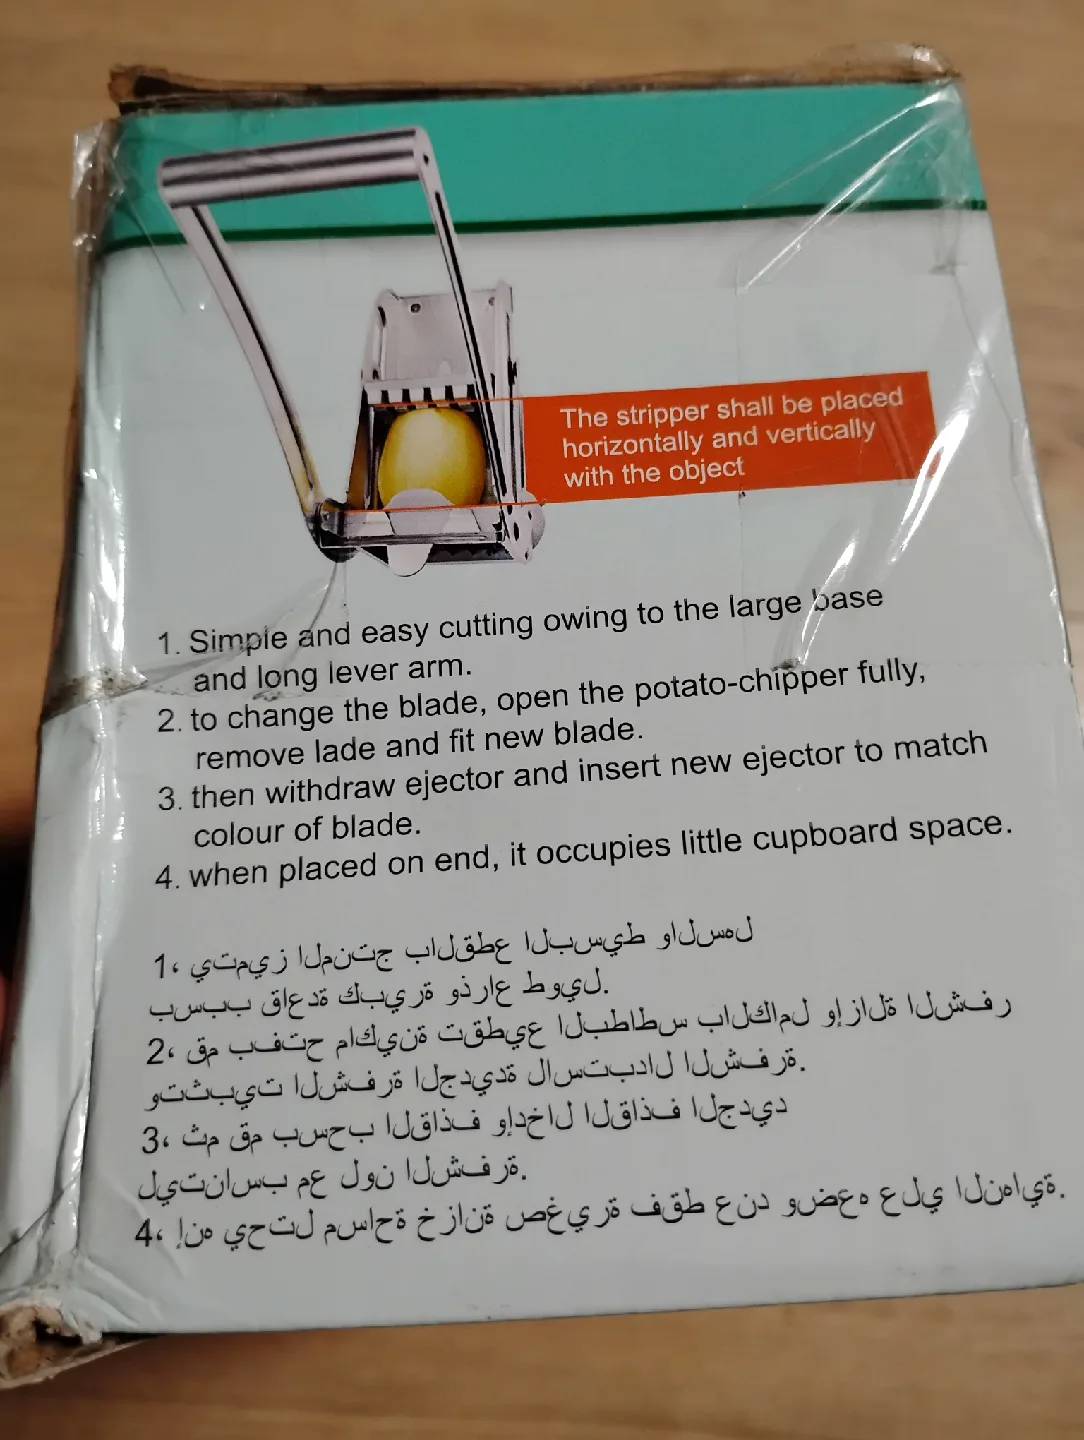 The stripper shall be placed
horizontally and vertically
with the object
1. Simple and easy cutting owing to the large base
and long lever arm.
2. to change the blade, open the potato-chipper fully,
remove lade and fit new blade.
3. then withdraw ejector and insert new ejector to match
colour of blade.
4. when placed on end, it occupies little cupboard space.
1، يتميز المنتج بالقطع البسيط والسهل
بسبب قاعدة كبيرة وذراع طويل.
2، قم بفتح ماكينة تقطيع البطاطس بالكامل وإزالة الشفر
وتثبيت الشفرة الجديدة لاستبدال الشفرة.
3، ثم قم بسحب القاذف وإدخال القاذف الجديد
ليتناسب مع لون الشفرة.
4، إنه يحتل مساحة خزانة صغيرة فقط عند وضعه علي النهاية.